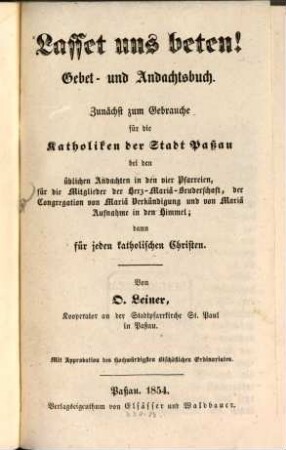 Lasset uns beten!
Gebet- und Andachtsbuch.
Zunächst zum Gebrauche
für die
Katholiken der Stadt Paßau
bei den
üblichen Andachten in den vier Pfarreien,
für die Mitglieder der Herz-Mariä-Bruderschaft, der
Congregation von Mariä Verkündigung und von Mariä
Aufnahme in den Himmel;
dann
für jeden katholischen Christen.
Von
O. Leiner,
Kooperator an der Stadtpfarrkirche St. Paul
in Paßau.
Mit Approbation des Hochwürdigsten Bischöflichen Ordinariates.
Paßau. 1854.
Verlagseigenthum von Elsässer und Waldbauer.